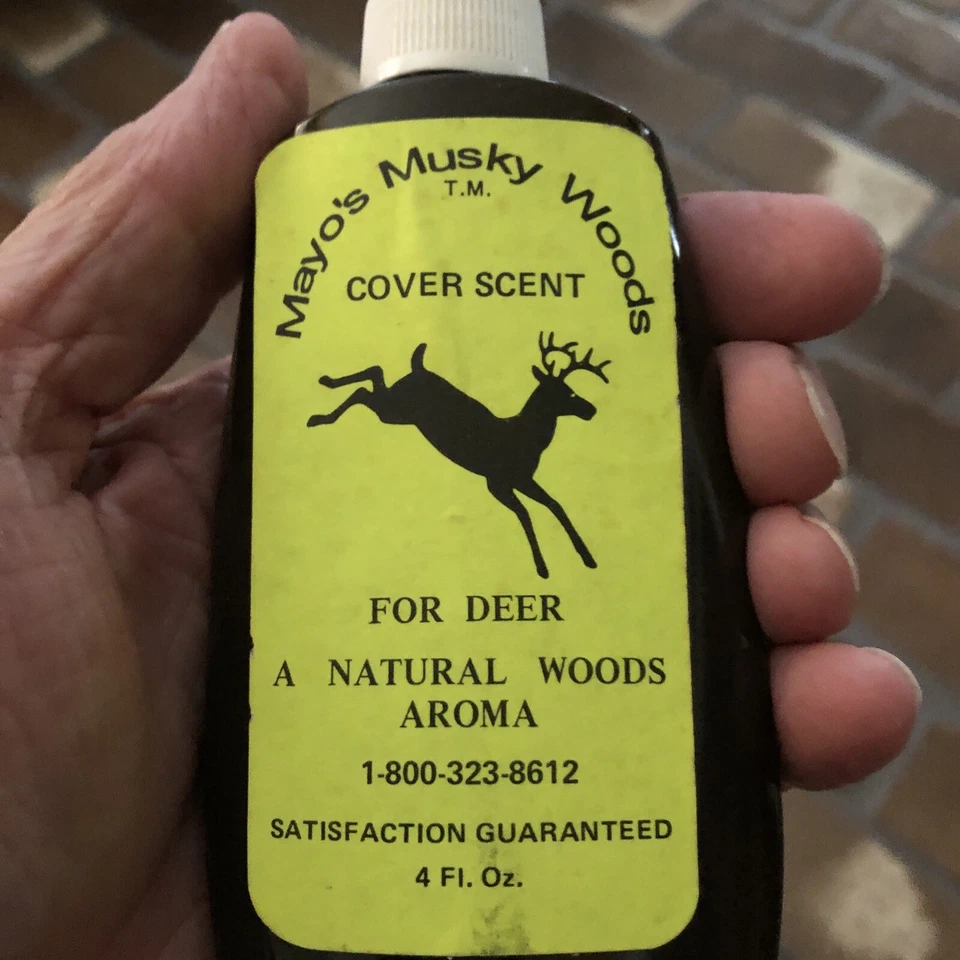 Mayo's Musky Woods
T.M.
COVER SCENT
FOR DEER
A NATURAL WOODS
AROMA
1-800-323-8612
SATISFACTION GUARANTEED
4 Fl. Oz.